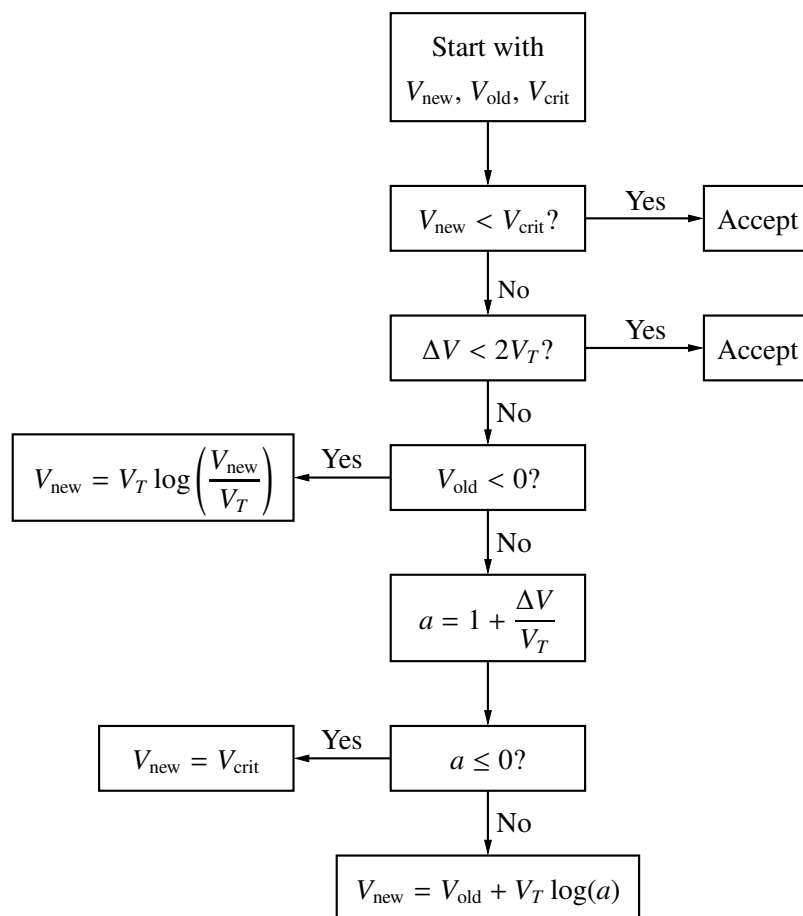 Start with
V_new, V_old, V_crit
V_new < V_crit?
Yes
Accept
No
ΔV < 2V_T?
Yes
Accept
No
V_old < 0?
Yes
V_new = V_T log(V_new/V_T)
No
a = 1 + ΔV/V_T
a ≤ 0?
Yes
V_new = V_crit
No
V_new = V_old + V_T log(a)